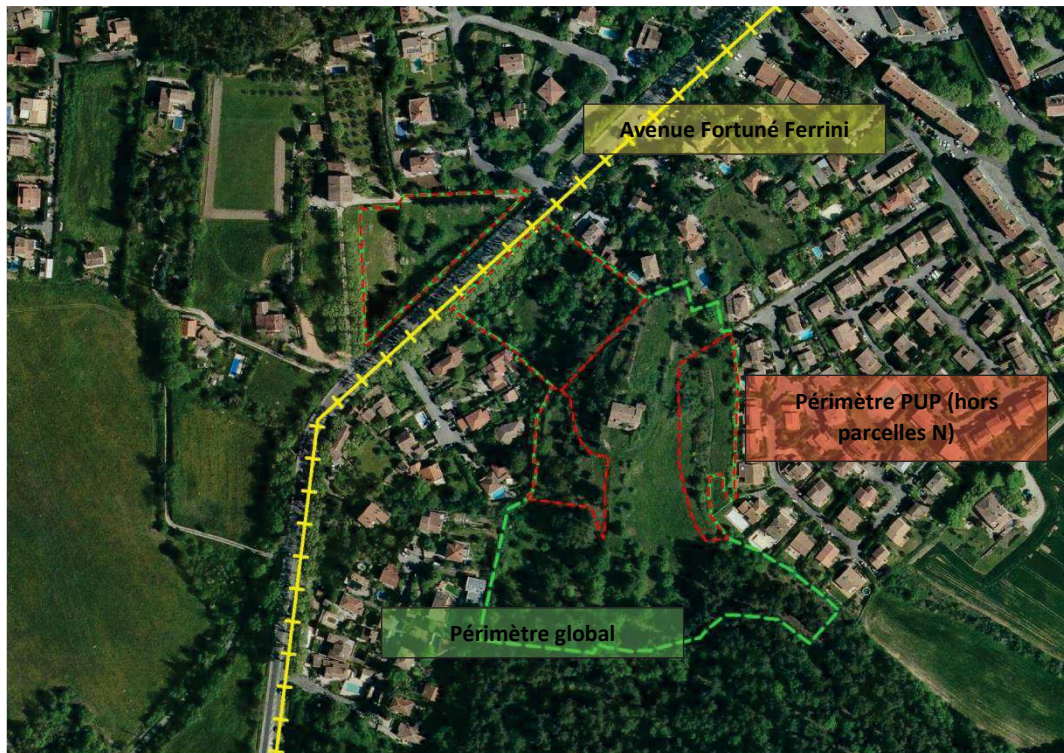 Avenue Fortuné Ferrini
Périmètre PUP (hors
parcelles N)
Périmètre global